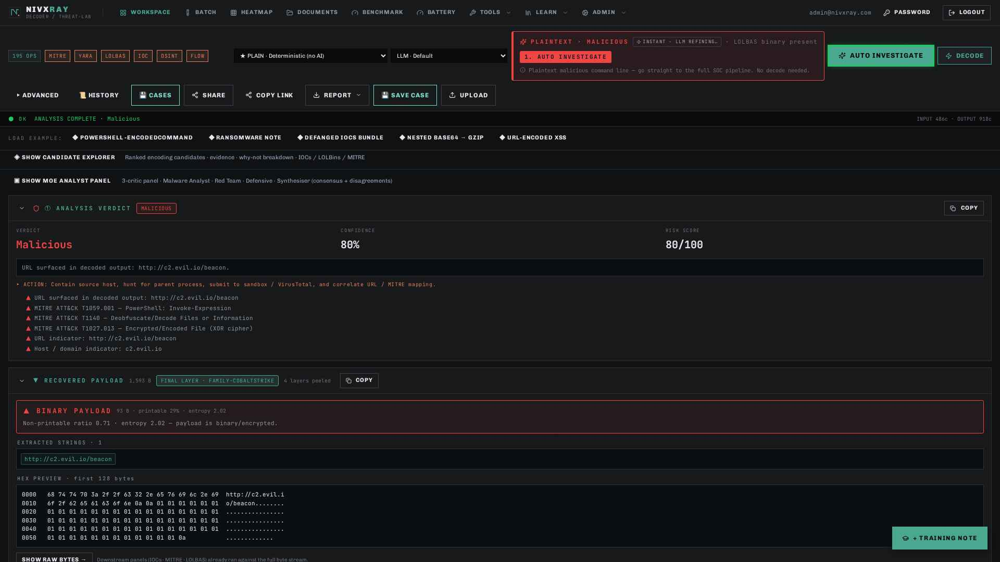 NIVXRAY
DECODER / THREAT-LAB
WORKSPACE BATCH HEATMAP DOCUMENTS BENCHMARK BATTERY TOOLS LEARN ADMIN admin@nivxray.com PASSWORD LOGOUT
195 OPS MITRE YARA LOLBAS IOC OSINT FLOW
★ PLAIN · Deterministic (no AI) LLM · Default
PLAINTEXT · MALICIOUS INSTANT · LLM REFINING… · LOLBAS binary present
1. AUTO INVESTIGATE
Plaintext malicious command line — go straight to the full SOC pipeline. No decode needed.
AUTO INVESTIGATE DECODE
▸ ADVANCED 📜 HISTORY 💾 CASES SHARE COPY LINK REPORT 💾 SAVE CASE UPLOAD
● OK ANALYSIS COMPLETE · Malicious INPUT 486c · OUTPUT 918c
LOAD EXAMPLE: ◆ POWERSHELL -ENCODEDCOMMAND ◆ RANSOMWARE NOTE ◆ DEFANGED IOCS BUNDLE ◆ NESTED BASE64 → GZIP ◆ URL-ENCODED XSS
◈ SHOW CANDIDATE EXPLORER Ranked encoding candidates · evidence · why-not breakdown · IOCs / LOLBins / MITRE
▣ SHOW MOE ANALYST PANEL 3-critic panel · Malware Analyst · Red Team · Defensive · Synthesiser (consensus + disagreements)
① ANALYSIS VERDICT MALICIOUS COPY
VERDICT CONFIDENCE RISK SCORE
Malicious 80% 80/100
URL surfaced in decoded output: http://c2.evil.io/beacon.
▸ ACTION: Contain source host, hunt for parent process, submit to sandbox / VirusTotal, and correlate URL / MITRE mapping.
▲ URL surfaced in decoded output: http://c2.evil.io/beacon
▲ MITRE ATT&CK T1059.001 — PowerShell: Invoke-Expression
▲ MITRE ATT&CK T1140 — Deobfuscate/Decode Files or Information
▲ MITRE ATT&CK T1027.013 — Encrypted/Encoded File (XOR cipher)
▲ URL indicator: http://c2.evil.io/beacon
▲ Host / domain indicator: c2.evil.io
▼ RECOVERED PAYLOAD 1,593 B FINAL LAYER · FAMILY-COBALTSTRIKE 4 layers peeled COPY
▲ BINARY PAYLOAD 93 B · printable 29% · entropy 2.02
Non-printable ratio 0.71 · entropy 2.02 — payload is binary/encrypted.
EXTRACTED STRINGS · 1
http://c2.evil.io/beacon
HEX PREVIEW · first 128 bytes
0000 68 74 74 70 3a 2f 2f 63 32 2e 65 76 69 6c 2e 69 http://c2.evil.i
0010 6f 2f 62 65 61 63 6f 6e 0a 0a 01 01 01 01 01 01 o/beacon........
0020 01 01 01 01 01 01 01 01 01 01 01 01 01 01 01 01 ................
0030 01 01 01 01 01 01 01 01 01 01 01 01 01 01 01 01 ................
0040 01 01 01 01 01 01 01 01 01 01 01 01 01 01 01 01 ................
0050 01 01 01 01 01 01 01 01 01 01 01 01 0a .............
+ TRAINING NOTE
SHOW RAW BYTES → Downstream panels (IOCs · MITRE · LOLBAS) already ran against the full byte stream.